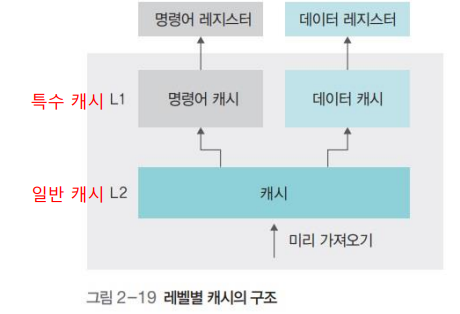 명령어 레지스터 데이터 레지스터
특수 캐시 L1 명령어 캐시 데이터 캐시
일반 캐시 L2 캐시
미리 가져오기
그림 2-19 레벨별 캐시의 구조